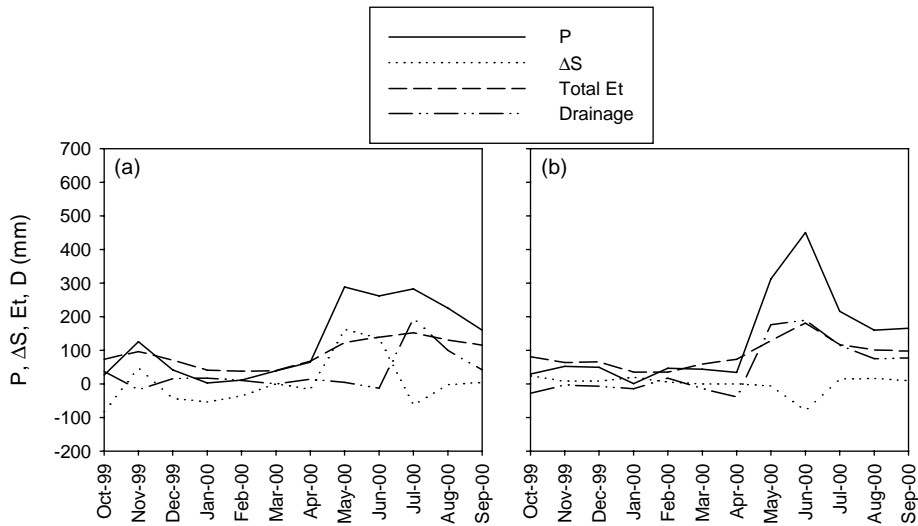 P
ΔS
Total Et
Drainage
P, ΔS, Et, D (mm)
700
600
500
400
300
200
100
0
-100
-200
(a)
(b)
Oct-99
Nov-99
Dec-99
Jan-00
Feb-00
Mar-00
Apr-00
May-00
Jun-00
Jul-00
Aug-00
Sep-00
Oct-99
Nov-99
Dec-99
Jan-00
Feb-00
Mar-00
Apr-00
May-00
Jun-00
Jul-00
Aug-00
Sep-00